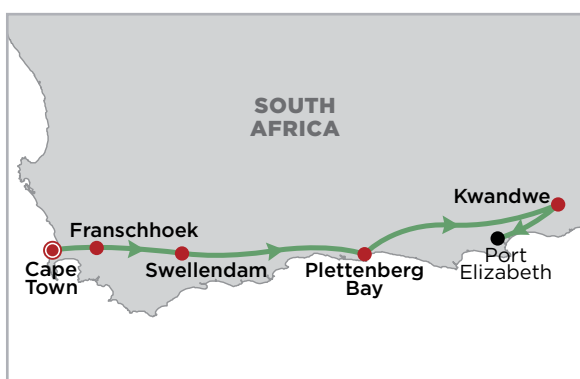 SOUTH
AFRICA
Kwandwe
Franschhoek
Cape
Town
Swellendam
Plettenberg
Bay
Port
Elizabeth